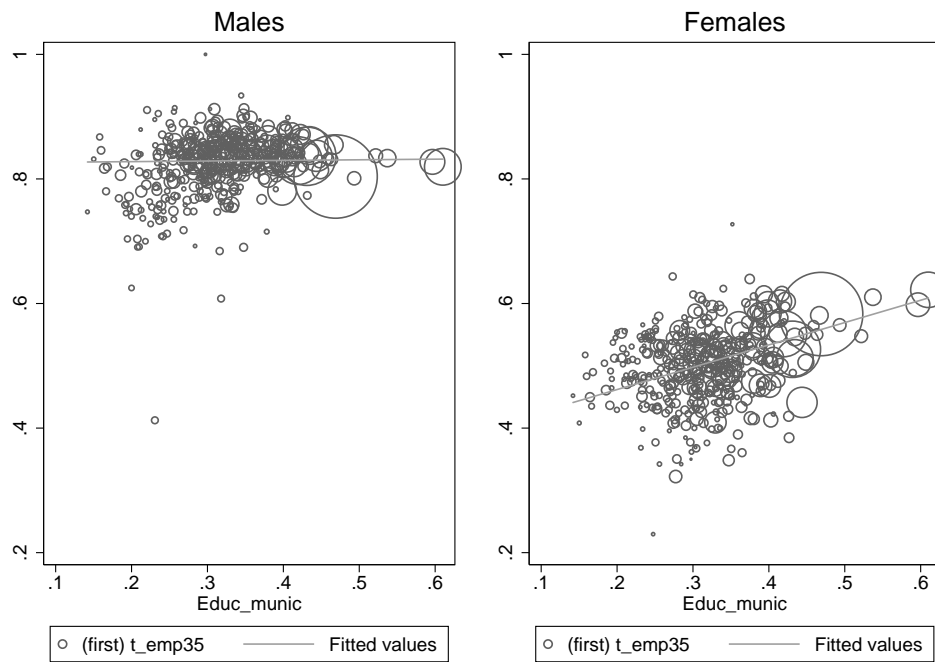 Males
Females
1
.8
.6
.4
.2
.1 .2 .3 .4 .5 .6
Educ_munic
(first) t_emp35 Fitted values
1
.8
.6
.4
.2
.1 .2 .3 .4 .5 .6
Educ_munic
(first) t_emp35 Fitted values